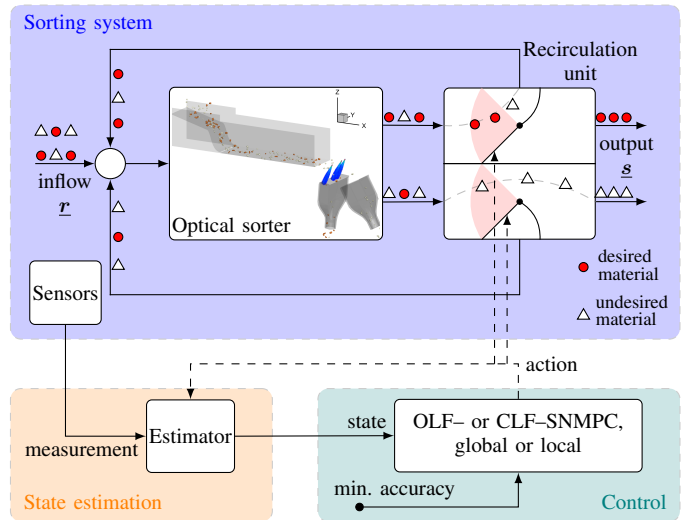 Sorting system
Recirculation
unit
Z
Y
X
inflow
r
Optical sorter
output
s
desired
material
undesired
material
Sensors
action
measurement
Estimator
state
OLF– or CLF–SNMPC,
global or local
min. accuracy
State estimation
Control